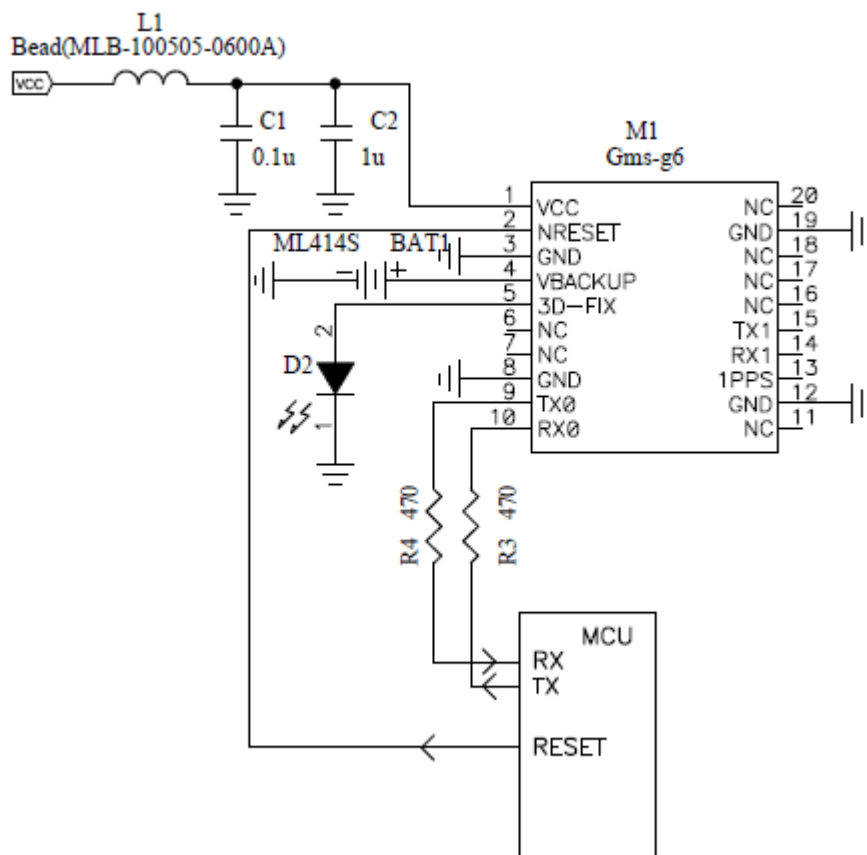 L1
Bead(MLB-100505-0600A)
VCC
C1
0.1u
C2
1u
M1
Gms-g6
1 VCC
2 NRESET
3 GND
4 VBACKUP
5 3D-FIX
6 NC
7 NC
8 GND
9 TX0
10 RX0
NC 20
GND 19
NC 18
NC 17
NC 16
TX1 15
RX1 14
1PPS 13
GND 12
NC 11
ML414S BAT1
- +
2
D2
1
R4 470
R3 470
MCU
RX
TX
RESET